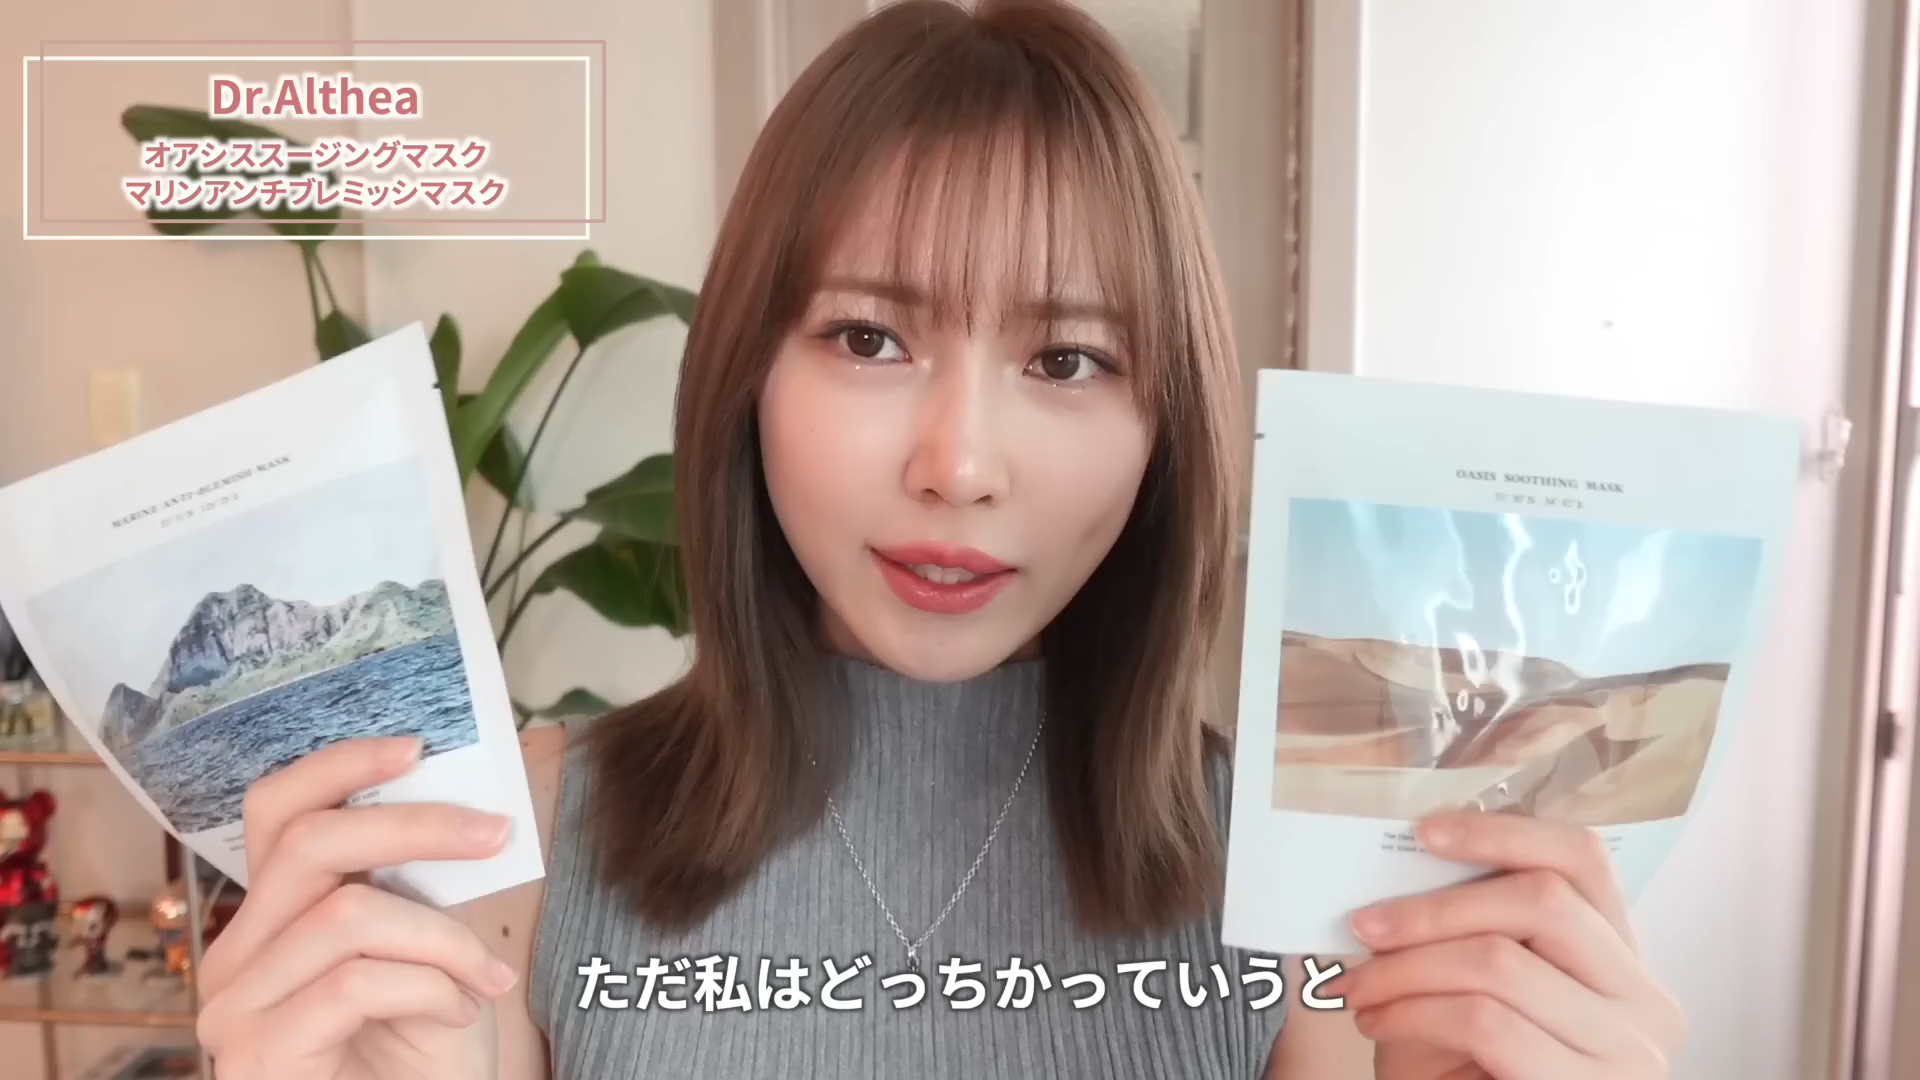 Dr.Althea
オアシススージングマスク
マリンアンチブレミッシマスク
MARINE ANTI-BLEMISH MASK
OASIS SOOTHING MASK
ただ私はどっちかっていうと